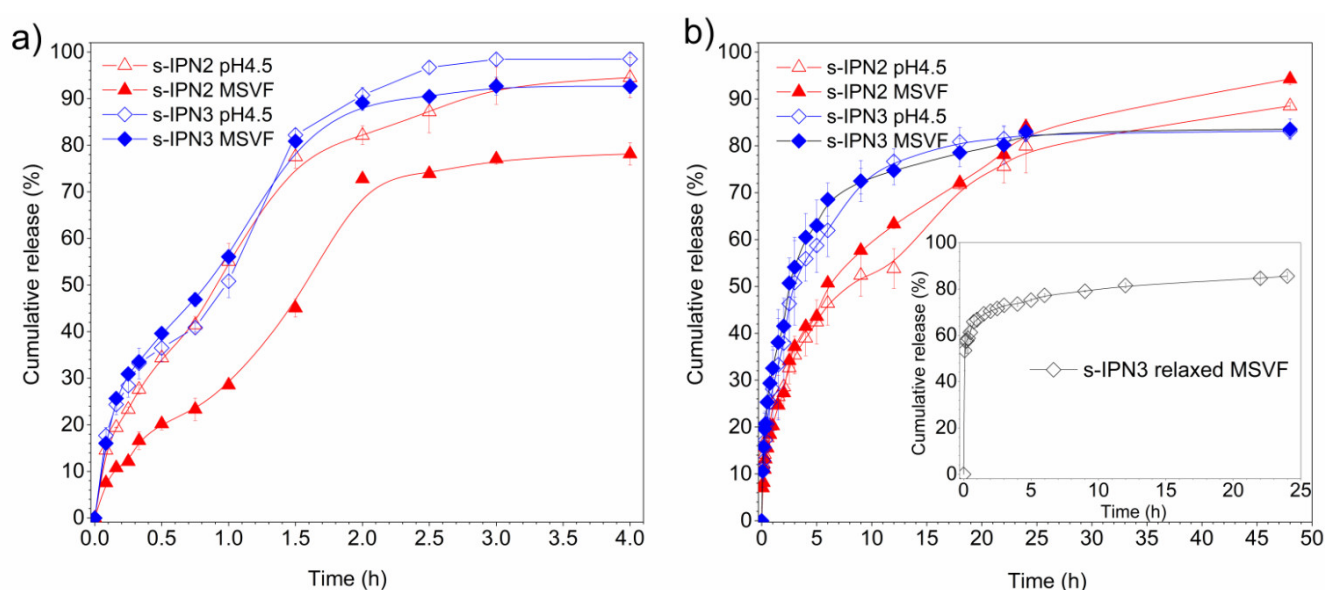 a)
s-IPN2 pH4.5
s-IPN2 MSVF
s-IPN3 pH4.5
s-IPN3 MSVF
Cumulative release (%)
100
90
80
70
60
50
40
30
20
10
0
0.0 0.5 1.0 1.5 2.0 2.5 3.0 3.5 4.0
Time (h)
b)
s-IPN2 pH4.5
s-IPN2 MSVF
s-IPN3 pH4.5
s-IPN3 MSVF
Cumulative release (%)
100
90
80
70
60
50
40
30
20
10
0
0 5 10 15 20 25 30 35 40 45 50
Time (h)
Cumulative release (%)
100
80
60
40
20
0
s-IPN3 relaxed MSVF
0 5 10 15 20 25
Time (h)